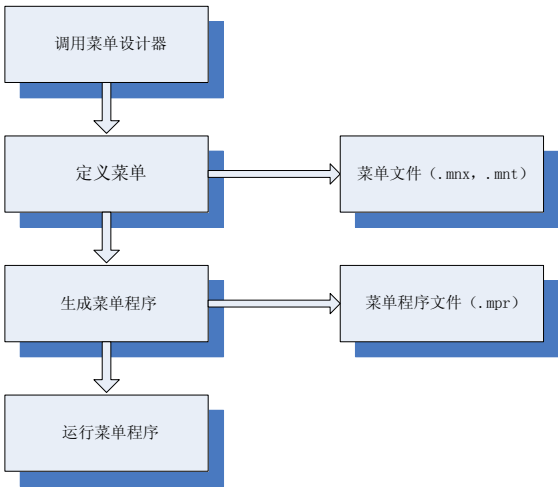 调用菜单设计器
定义菜单
菜单文件（.mnx，.mnt）
生成菜单程序
菜单程序文件（.mpr）
运行菜单程序